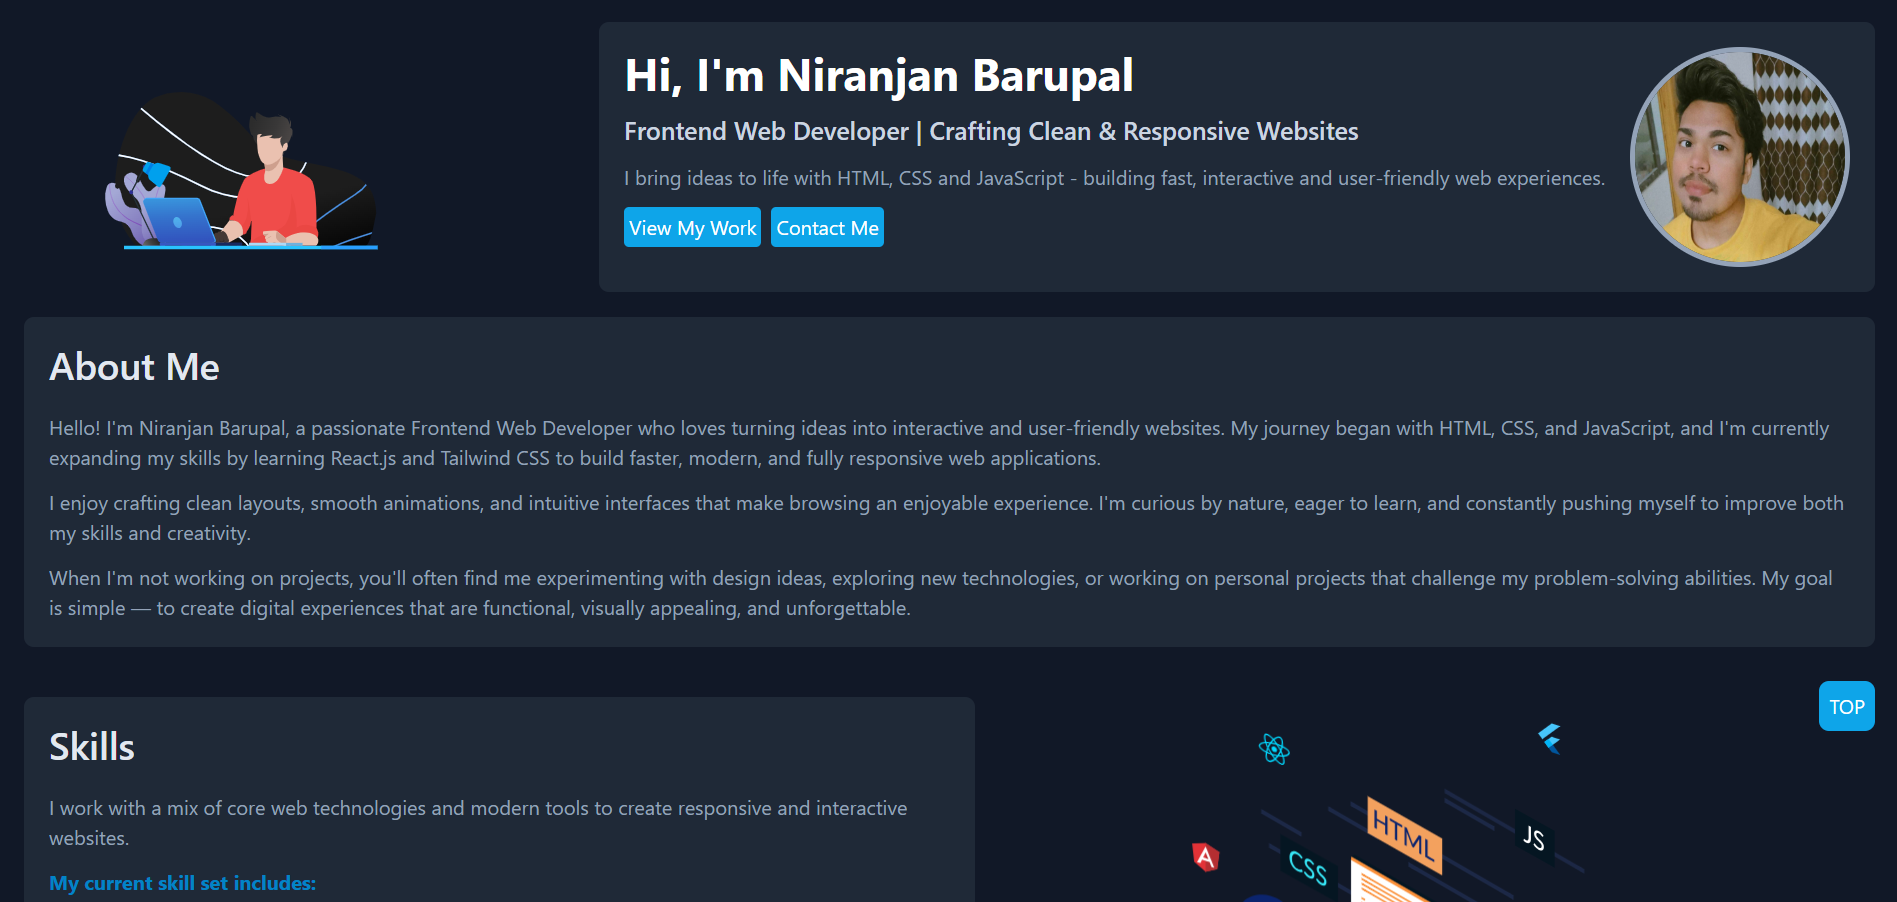 Hi, I'm Niranjan Barupal
Frontend Web Developer | Crafting Clean & Responsive Websites
I bring ideas to life with HTML, CSS and JavaScript - building fast, interactive and user-friendly web experiences.
View My Work
Contact Me
About Me
Hello! I'm Niranjan Barupal, a passionate Frontend Web Developer who loves turning ideas into interactive and user-friendly websites. My journey began with HTML, CSS, and JavaScript, and I'm currently
expanding my skills by learning React.js and Tailwind CSS to build faster, modern, and fully responsive web applications.
I enjoy crafting clean layouts, smooth animations, and intuitive interfaces that make browsing an enjoyable experience. I'm curious by nature, eager to learn, and constantly pushing myself to improve both
my skills and creativity.
When I'm not working on projects, you'll often find me experimenting with design ideas, exploring new technologies, or working on personal projects that challenge my problem-solving abilities. My goal
is simple — to create digital experiences that are functional, visually appealing, and unforgettable.
TOP
Skills
I work with a mix of core web technologies and modern tools to create responsive and interactive
websites.
My current skill set includes:
HTML
JS
A
CSS